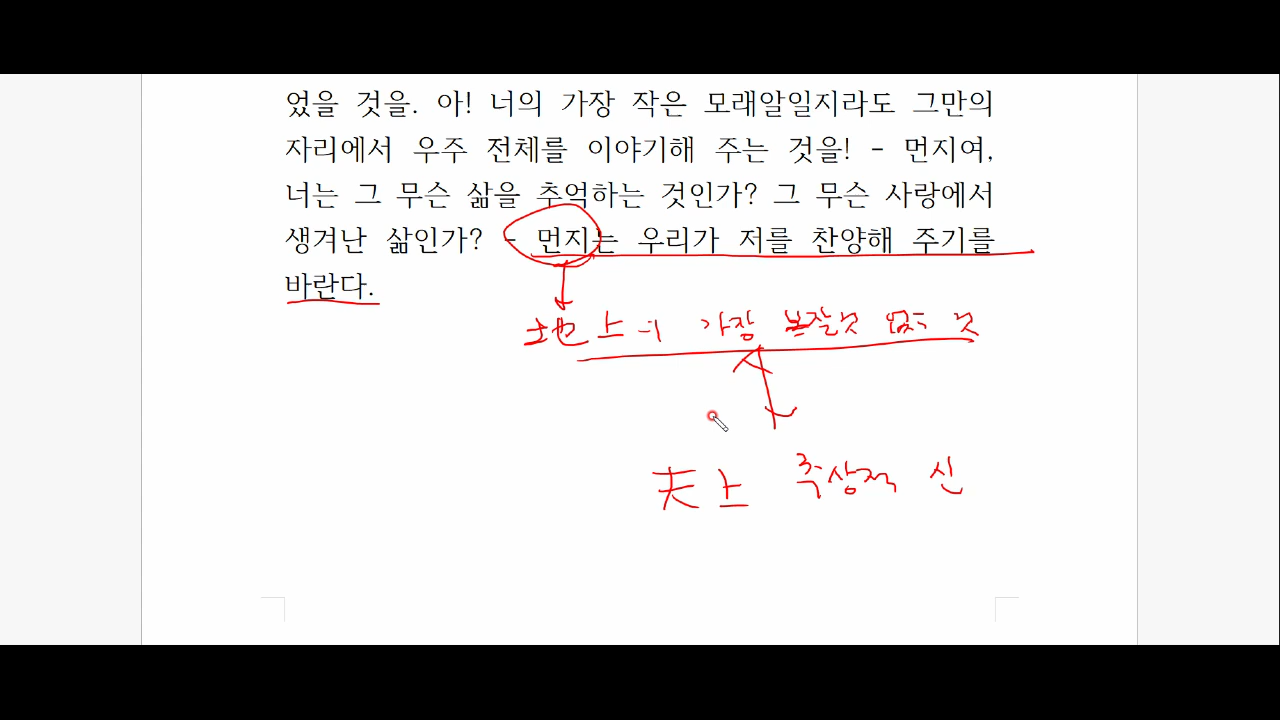 었을 것을. 아! 너의 가장 작은 모래알일지라도 그만의
자리에서 우주 전체를 이야기해 주는 것을! - 먼지여,
너는 그 무슨 삶을 추억하는 것인가? 그 무슨 사랑에서
생겨난 삶인가? - 먼지는 우리가 저를 찬양해 주기를
바란다.
地上의 가장 보잘것 없는 것
天上 추상적 신